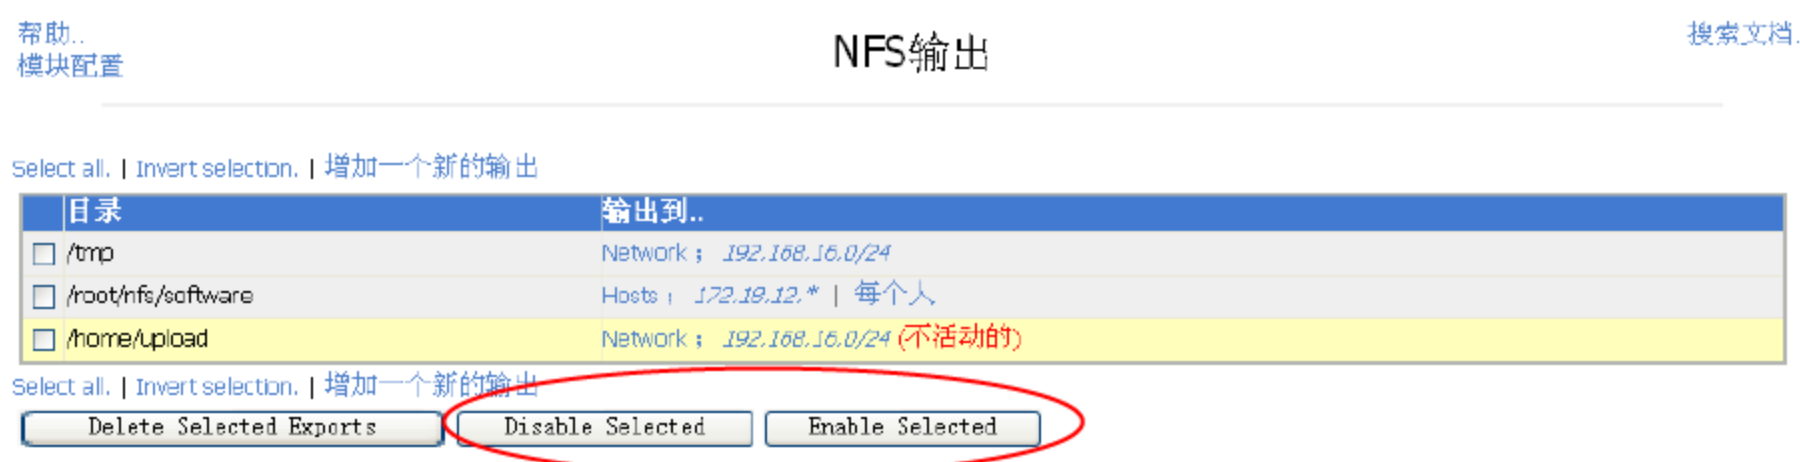 帮助..
模块配置
NFS输出
搜索文档.
Select all. | Invert selection. | 增加一个新的输出
目录 输出到..
/tmp Network ; 192.168.16.0/24
/root/nfs/software Hosts ; 172.18.12.* | 每个人
/home/upload Network ; 192.168.16.0/24 (不活动的)
Select all. | Invert selection. | 增加一个新的输出
Delete Selected Exports Disable Selected Enable Selected